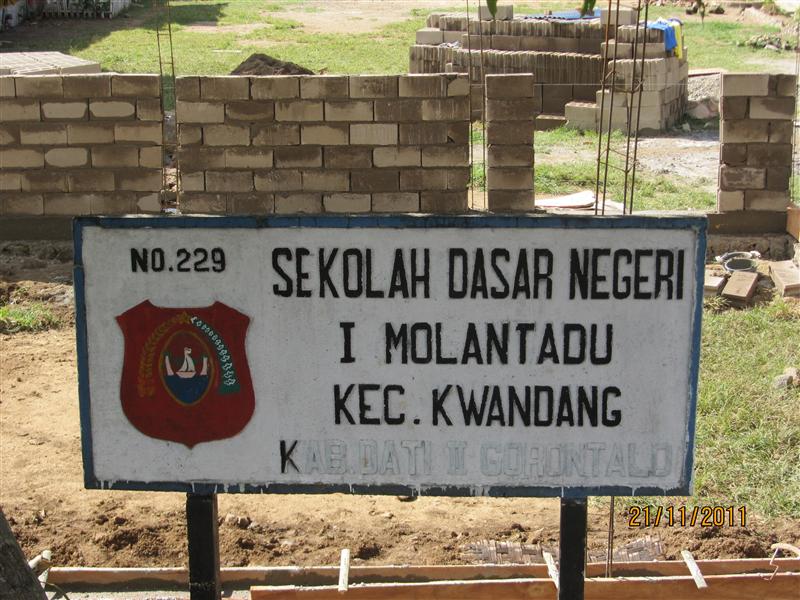 NO.229
SEKOLAH DASAR NEGERI
I MOLANTADU
KEC. KWANDANG
KAB.DATI II GORONTALO
21/11/2011